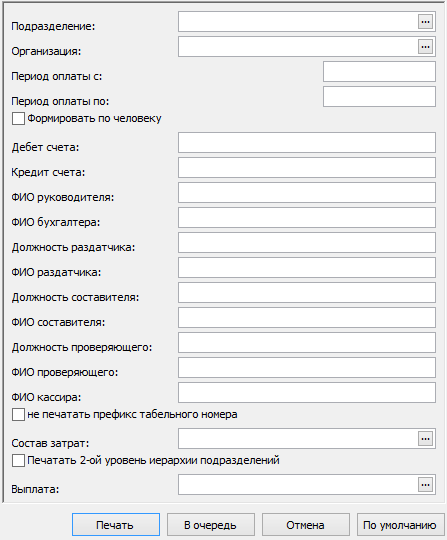 Подразделение:
...
Организация:
...
Период оплаты с:
Период оплаты по:
Формировать по человеку
Дебет счета:
Кредит счета:
ФИО руководителя:
ФИО бухгалтера:
Должность раздатчика:
ФИО раздатчика:
Должность составителя:
ФИО составителя:
Должность проверяющего:
ФИО проверяющего:
ФИО кассира:
не печатать префикс табельного номера
Состав затрат:
...
Печатать 2-ой уровень иерархии подразделений
Выплата:
...
Печать
В очередь
Отмена
По умолчанию